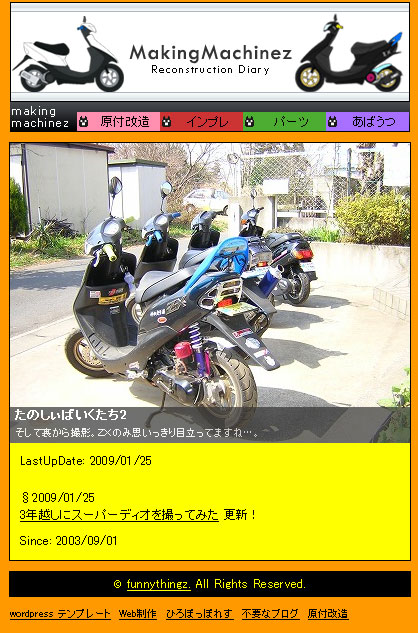 MakingMachinez
Reconstruction Diary
making
machinez
原付改造 インプレ パーツ あばうつ
たのしいばいくたち2
そして裏から撮影。ZXのみ思いっきり目立ってますね…。
LastUpDate: 2009/01/25
§2009/01/25
3年越しにスーパーディオを撮ってみた 更新！
Since: 2003/09/01
© funnythingz. All Rights Reserved.
wordpress テンプレート Web制作 ひろぽっぽれす 不要なブログ 原付改造